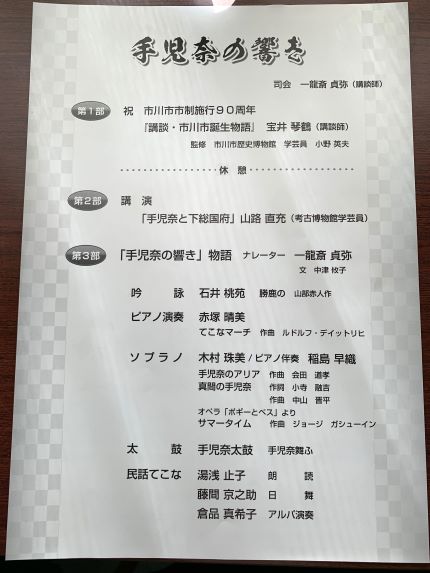 手児奈の響き
司会　一龍斎 貞弥（講談師）
第1部　祝　市川市市制施行９０周年
『講談・市川市誕生物語』　宝井 琴鶴（講談師）
監修　市川市歴史博物館　学芸員　小野 英夫
休　憩
第2部　講　演
「手児奈と下総国府」山路 直充（考古博物館学芸員）
第3部　「手児奈の響き」物語　ナレーター　一龍斎 貞弥
文　中津 攸子
吟　詠　石井 桃苑　勝鹿の　山部赤人作
ピアノ演奏　赤塚 晴美
てこなマーチ　作曲　ルドルフ・デイットリヒ
ソプラノ　木村 珠美 / ピアノ伴奏　稲島 早織
手児奈のアリア　作曲　会田　道孝
真間の手児奈　作詞　小寺　融吉
作曲　中山　晋平
オペラ「ポギーとベス」より
サマータイム　作曲　ジョージ　ガシューイン
太　鼓　手児奈太鼓　手児奈舞ふ
民話てこな　湯浅 止子　朗　読
藤間 京之助　日　舞
倉品 真希子　アルパ演奏